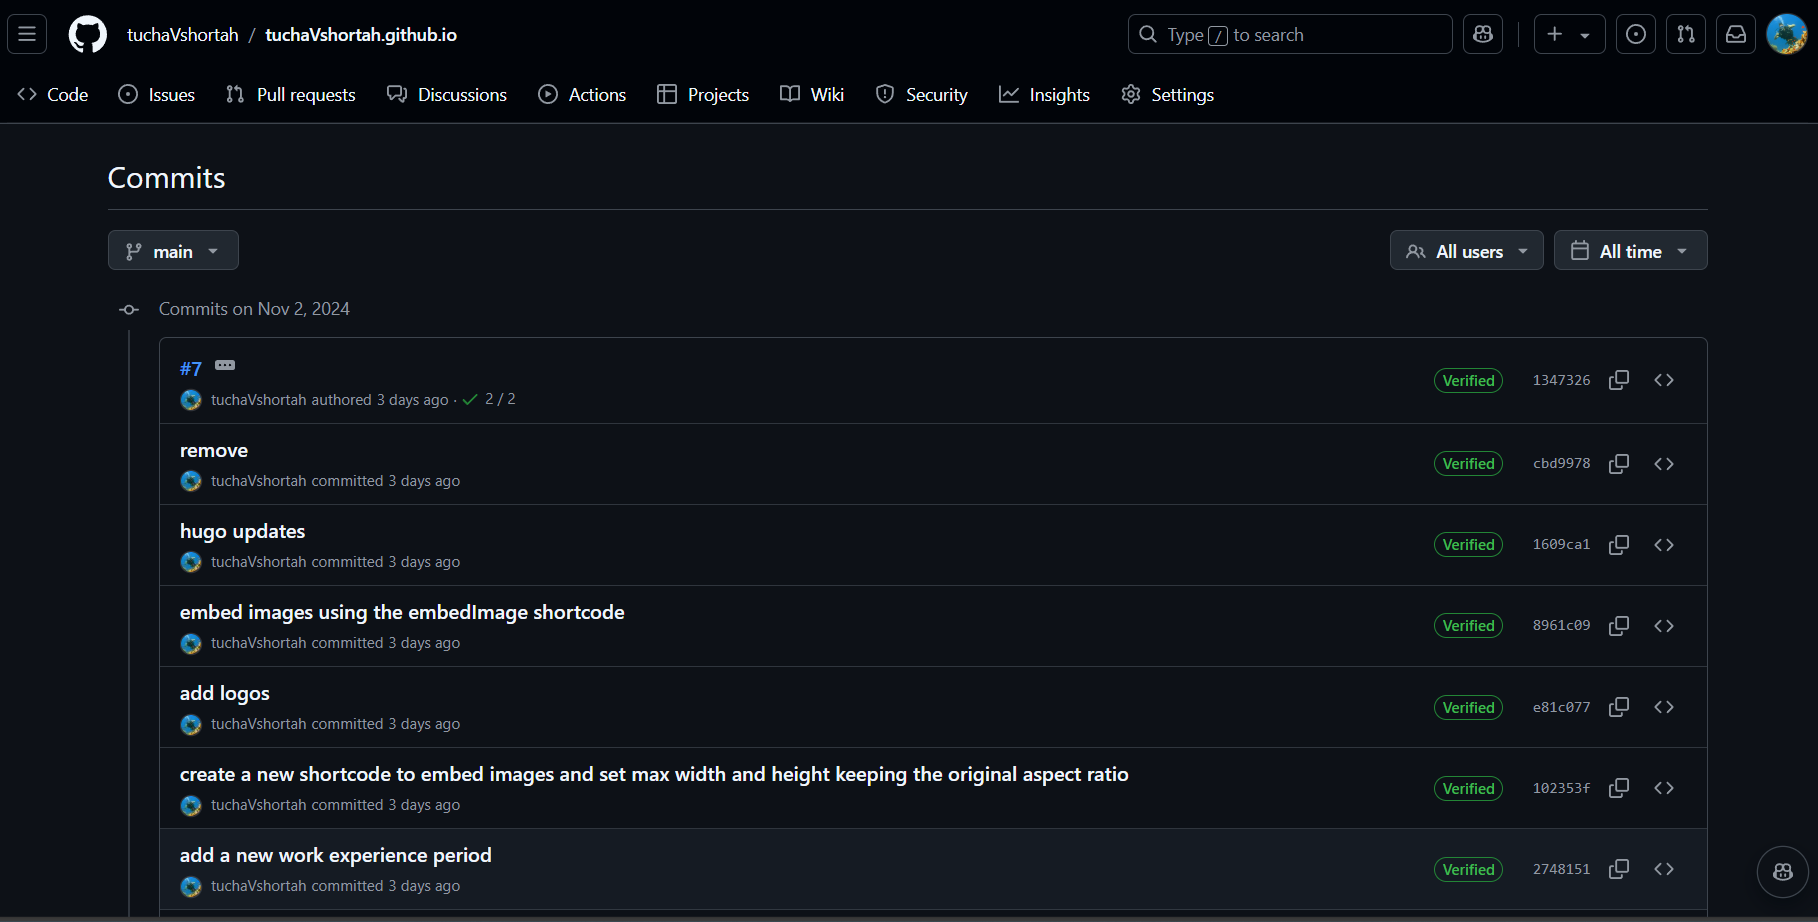 tuchaVshortah / tuchaVshortah.github.io
Type / to search
Code Issues Pull requests Discussions Actions Projects Wiki Security Insights Settings
Commits
main
All users All time
Commits on Nov 2, 2024
#7
tuchaVshortah authored 3 days ago · 2 / 2
Verified 1347326
remove
tuchaVshortah committed 3 days ago
Verified cbd9978
hugo updates
tuchaVshortah committed 3 days ago
Verified 1609ca1
embed images using the embedImage shortcode
tuchaVshortah committed 3 days ago
Verified 8961c09
add logos
tuchaVshortah committed 3 days ago
Verified e81c077
create a new shortcode to embed images and set max width and height keeping the original aspect ratio
tuchaVshortah committed 3 days ago
Verified 102353f
add a new work experience period
tuchaVshortah committed 3 days ago
Verified 2748151